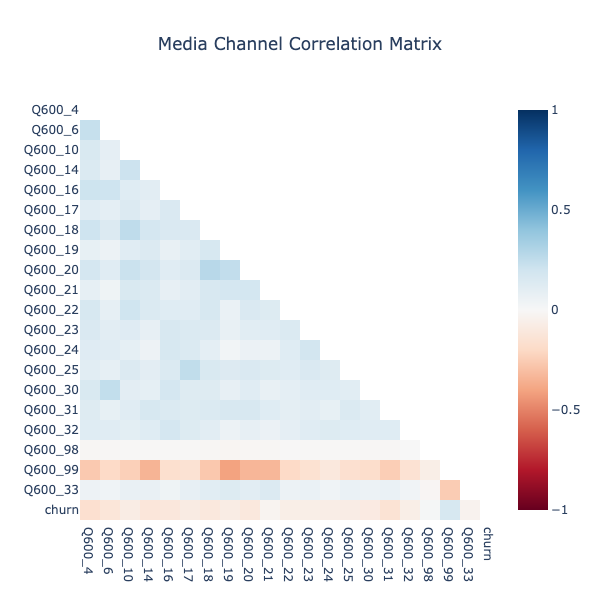 Media Channel Correlation Matrix
Q600_4
Q600_6
Q600_10
Q600_14
Q600_16
Q600_17
Q600_18
Q600_19
Q600_20
Q600_21
Q600_22
Q600_23
Q600_24
Q600_25
Q600_30
Q600_31
Q600_32
Q600_98
Q600_99
Q600_33
churn
1
0.5
0
−0.5
−1
Q600_4
Q600_6
Q600_10
Q600_14
Q600_16
Q600_17
Q600_18
Q600_19
Q600_20
Q600_21
Q600_22
Q600_23
Q600_24
Q600_25
Q600_30
Q600_31
Q600_32
Q600_98
Q600_99
Q600_33
churn